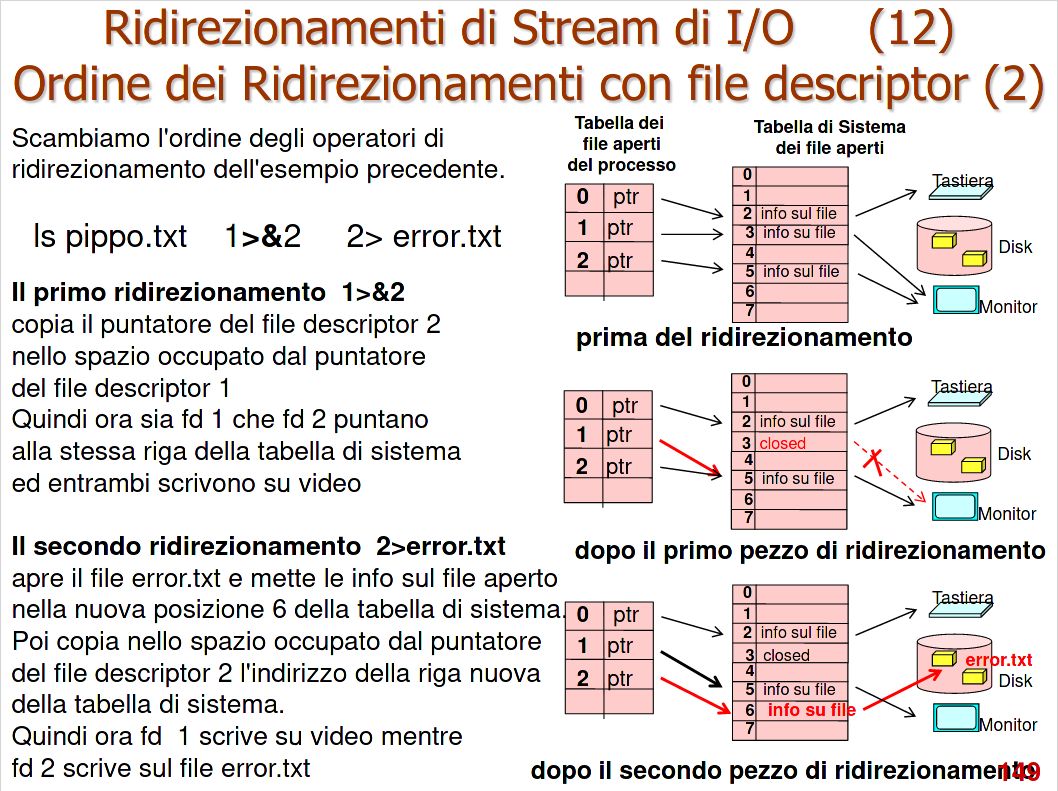 Ridirezionamenti di Stream di I/O (12)
Ordine dei Ridirezionamenti con file descriptor (2)
Scambiamo l'ordine degli operatori di
ridirezionamento dell'esempio precedente.
ls pippo.txt 1>&2 2> error.txt
Il primo ridirezionamento 1>&2
copia il puntatore del file descriptor 2
nello spazio occupato dal puntatore
del file descriptor 1
Quindi ora sia fd 1 che fd 2 puntano
alla stessa riga della tabella di sistema
ed entrambi scrivono su video
Il secondo ridirezionamento 2>error.txt
apre il file error.txt e mette le info sul file aperto
nella nuova posizione 6 della tabella di sistema.
Poi copia nello spazio occupato dal puntatore
del file descriptor 2 l'indirizzo della riga nuova
della tabella di sistema.
Quindi ora fd 1 scrive su video mentre
fd 2 scrive sul file error.txt
Tabella dei
file aperti
del processo
Tabella di Sistema
dei file aperti
0 ptr
1 ptr
2 ptr
0
1
2 info sul file
3 info su file
4
5 info sul file
6
7
Tastiera
Disk
Monitor
prima del ridirezionamento
0 ptr
1 ptr
2 ptr
0
1
2 info sul file
3 closed
4
5 info su file
6
7
Tastiera
Disk
Monitor
dopo il primo pezzo di ridirezionamento
0 ptr
1 ptr
2 ptr
0
1
2 info sul file
3 closed
4
5 info su file
6 info su file
7
Tastiera
error.txt
Disk
Monitor
dopo il secondo pezzo di ridirezionamento
149